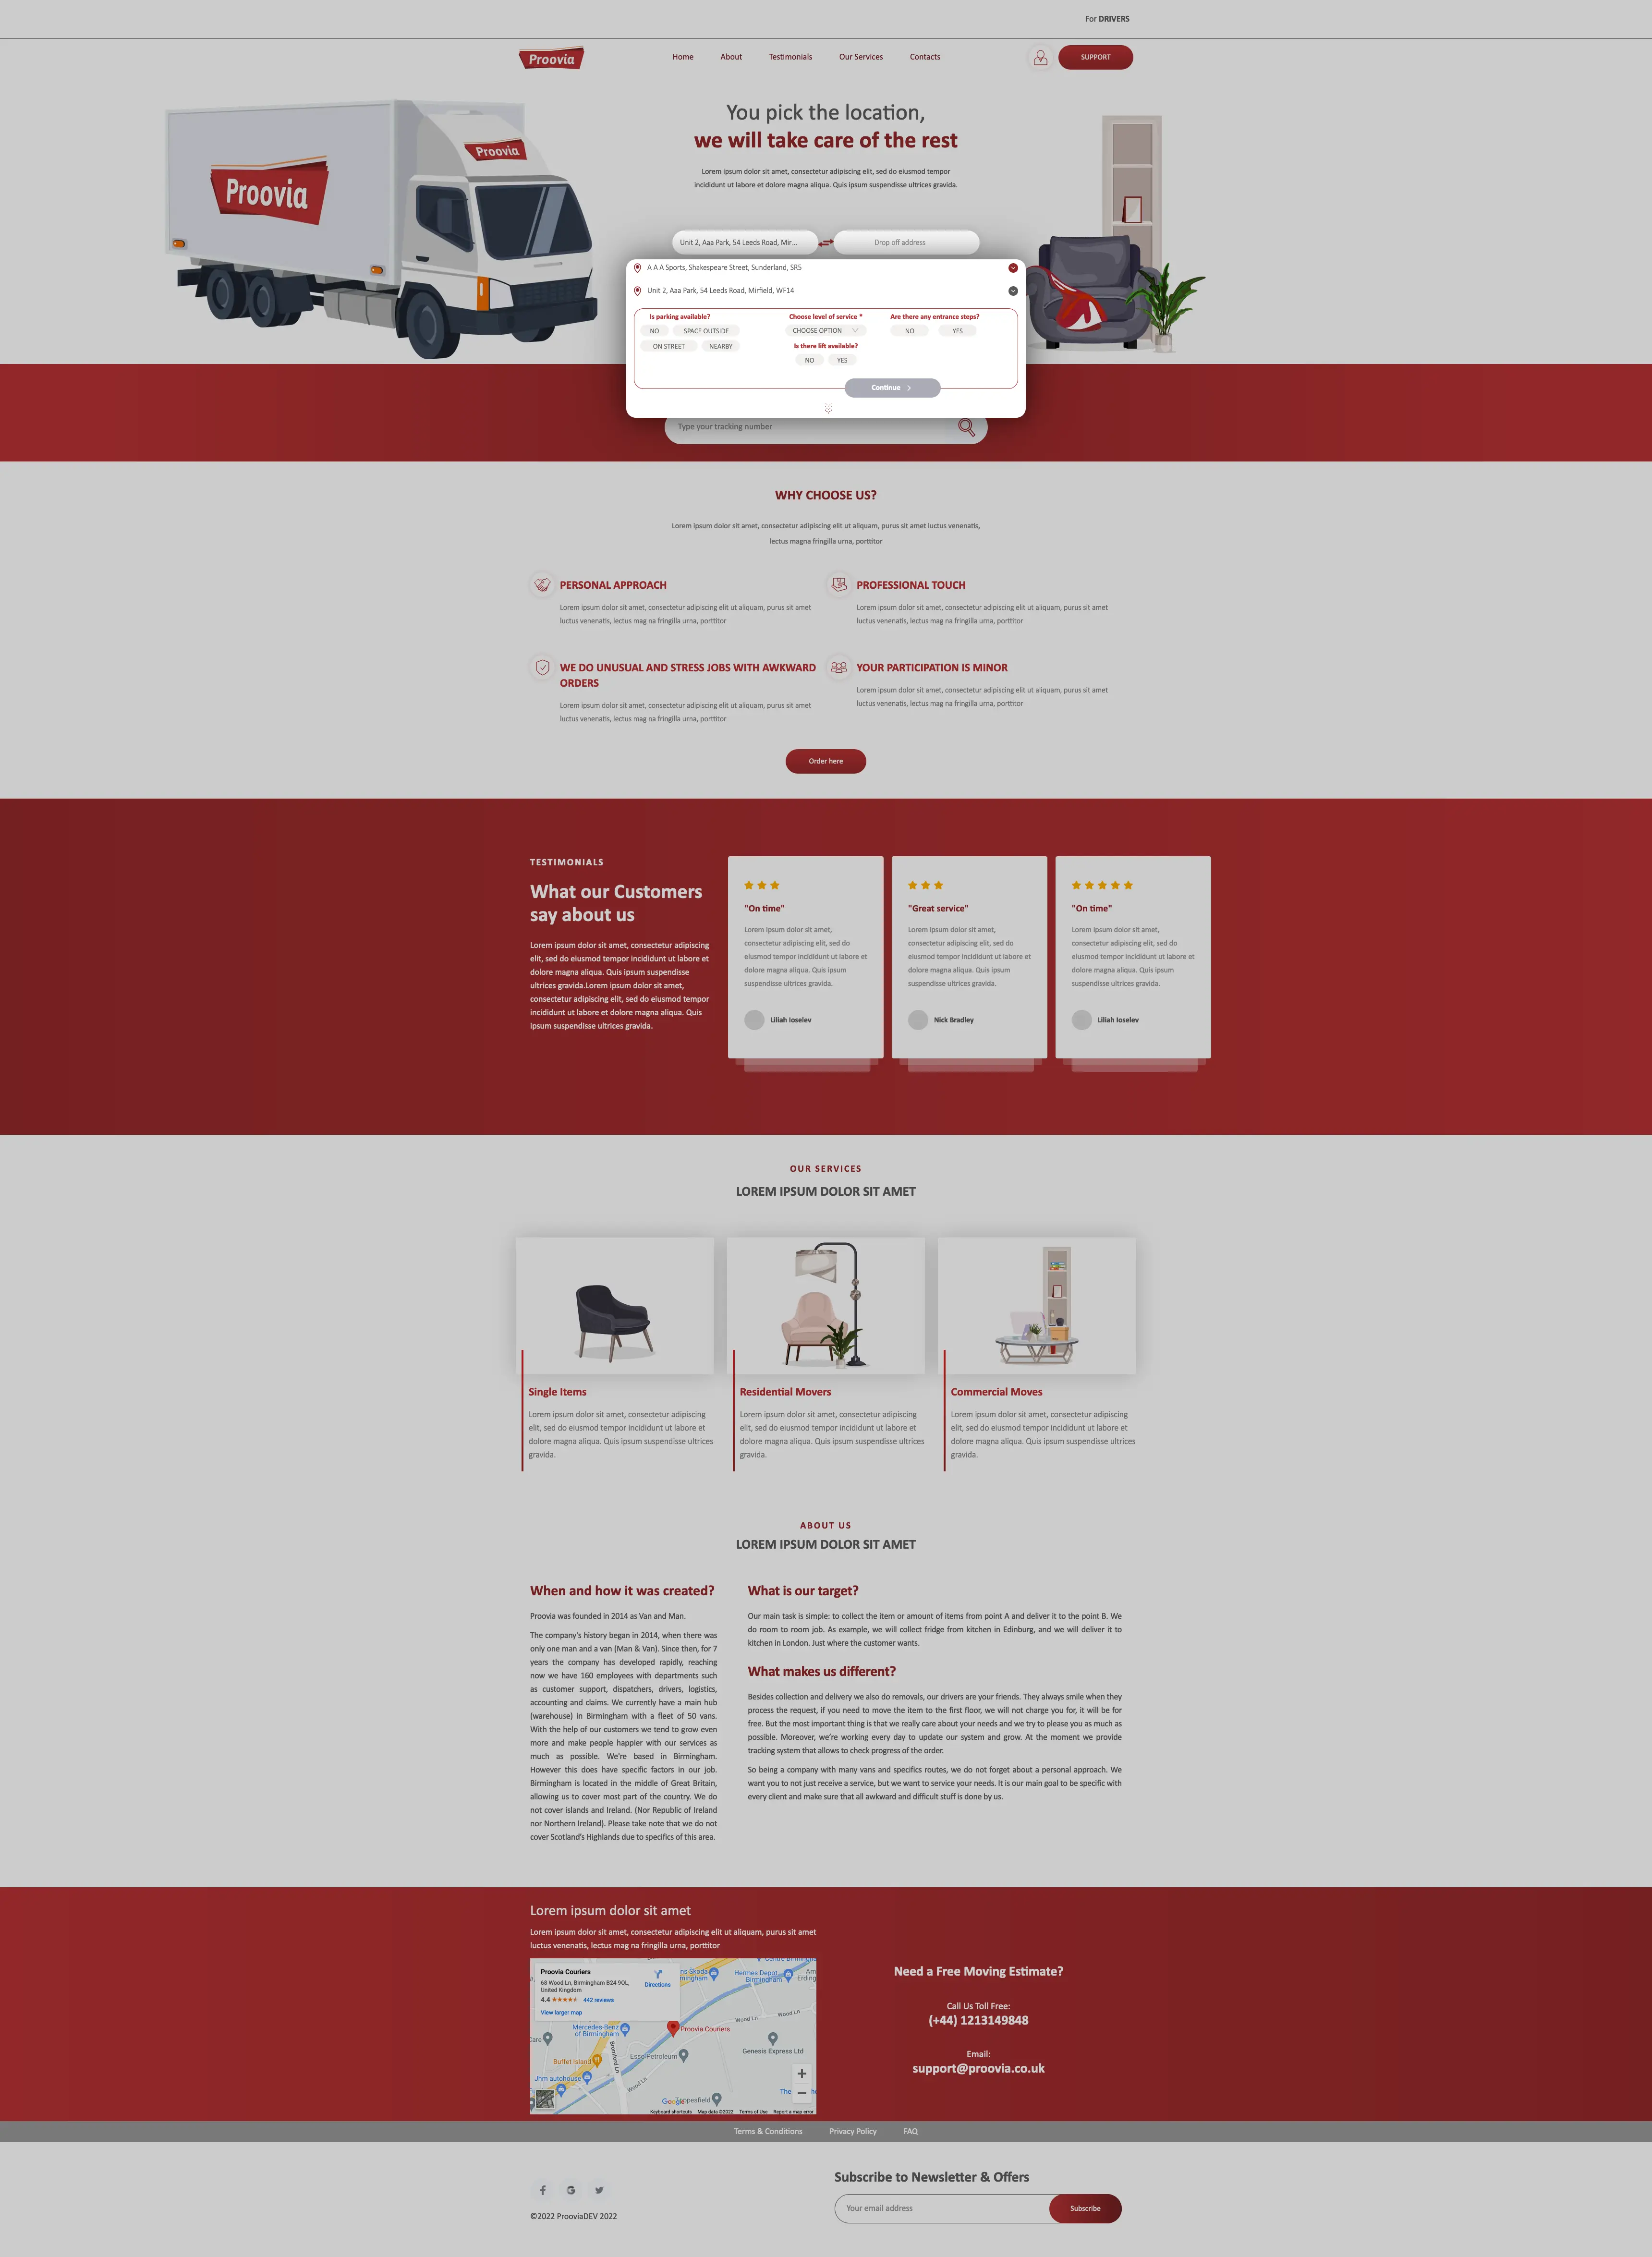 For DRIVERS
Proovia
Home
About
Testimonials
Our Services
Contacts
SUPPORT
Proovia
Proovia
You pick the location,
we will take care of the rest
Lorem ipsum dolor sit amet, consectetur adipiscing elit, sed do eiusmod tempor
incididunt ut labore et dolore magna aliqua. Quis ipsum suspendisse ultrices gravida.
Unit 2, Aaa Park, 54 Leeds Road, Mir...
Drop off address
A A A Sports, Shakespeare Street, Sunderland, SR5
Unit 2, Aaa Park, 54 Leeds Road, Mirfield, WF14
Is parking available?
NO
SPACE OUTSIDE
ON STREET
NEARBY
Choose level of service *
CHOOSE OPTION
Is there lift available?
NO
YES
Are there any entrance steps?
NO
YES
Continue
Type your tracking number
WHY CHOOSE US?
Lorem ipsum dolor sit amet, consectetur adipiscing elit ut aliquam, purus sit amet luctus venenatis,
lectus magna fringilla urna, porttitor
PERSONAL APPROACH
Lorem ipsum dolor sit amet, consectetur adipiscing elit ut aliquam, purus sit amet
luctus venenatis, lectus mag na fringilla urna, porttitor
PROFESSIONAL TOUCH
Lorem ipsum dolor sit amet, consectetur adipiscing elit ut aliquam, purus sit amet
luctus venenatis, lectus mag na fringilla urna, porttitor
WE DO UNUSUAL AND STRESS JOBS WITH AWKWARD
ORDERS
Lorem ipsum dolor sit amet, consectetur adipiscing elit ut aliquam, purus sit amet
luctus venenatis, lectus mag na fringilla urna, porttitor
YOUR PARTICIPATION IS MINOR
Lorem ipsum dolor sit amet, consectetur adipiscing elit ut aliquam, purus sit amet
luctus venenatis, lectus mag na fringilla urna, porttitor
Order here
TESTIMONIALS
What our Customers
say about us
Lorem ipsum dolor sit amet, consectetur adipiscing
elit, sed do eiusmod tempor incididunt ut labore et
dolore magna aliqua. Quis ipsum suspendisse
ultrices gravida.Lorem ipsum dolor sit amet,
consectetur adipiscing elit, sed do eiusmod tempor
incididunt ut labore et dolore magna aliqua. Quis
ipsum suspendisse ultrices gravida.
"On time"
Lorem ipsum dolor sit amet,
consectetur adipiscing elit, sed do
eiusmod tempor incididunt ut labore et
dolore magna aliqua. Quis ipsum
suspendisse ultrices gravida.
Liliah Ioselev
"Great service"
Lorem ipsum dolor sit amet,
consectetur adipiscing elit, sed do
eiusmod tempor incididunt ut labore et
dolore magna aliqua. Quis ipsum
suspendisse ultrices gravida.
Nick Bradley
"On time"
Lorem ipsum dolor sit amet,
consectetur adipiscing elit, sed do
eiusmod tempor incididunt ut labore et
dolore magna aliqua. Quis ipsum
suspendisse ultrices gravida.
Liliah Ioselev
OUR SERVICES
LOREM IPSUM DOLOR SIT AMET
Single Items
Lorem ipsum dolor sit amet, consectetur adipiscing
elit, sed do eiusmod tempor incididunt ut labore et
dolore magna aliqua. Quis ipsum suspendisse ultrices
gravida.
Residential Movers
Lorem ipsum dolor sit amet, consectetur adipiscing
elit, sed do eiusmod tempor incididunt ut labore et
dolore magna aliqua. Quis ipsum suspendisse ultrices
gravida.
Commercial Moves
Lorem ipsum dolor sit amet, consectetur adipiscing
elit, sed do eiusmod tempor incididunt ut labore et
dolore magna aliqua. Quis ipsum suspendisse ultrices
gravida.
ABOUT US
LOREM IPSUM DOLOR SIT AMET
When and how it was created?
Proovia was founded in 2014 as Van and Man.
The company's history began in 2014, when there was
only one man and a van (Man & Van). Since then, for 7
years the company has developed rapidly, reaching
now we have 160 employees with departments such
as customer support, dispatchers, drivers, logistics,
accounting and claims. We currently have a main hub
(warehouse) in Birmingham with a fleet of 50 vans.
With the help of our customers we tend to grow even
more and make people happier with our services as
much as possible. We're based in Birmingham.
However this does have specific factors in our job.
Birmingham is located in the middle of Great Britain,
allowing us to cover most part of the country. We do
not cover islands and Ireland. (Nor Republic of Ireland
nor Northern Ireland). Please take note that we do not
cover Scotland's Highlands due to specifics of this area.
What is our target?
Our main task is simple: to collect the item or amount of items from point A and deliver it to the point B. We
do room to room job. As example, we will collect fridge from kitchen in Edinburg, and we will deliver it to
kitchen in London. Just where the customer wants.
What makes us different?
Besides collection and delivery we also do removals, our drivers are your friends. They always smile when they
process the request, if you need to move the item to the first floor, we will not charge you for, it will be for
free. But the most important thing is that we really care about your needs and we try to please you as much as
possible. Moreover, we're working every day to update our system and grow. At the moment we provide
tracking system that allows to check progress of the order.
So being a company with many vans and specifics routes, we do not forget about a personal approach. We
want you to not just receive a service, but we want to service your needs. It is our main goal to be specific with
every client and make sure that all awkward and difficult stuff is done by us.
Lorem ipsum dolor sit amet
Lorem ipsum dolor sit amet, consectetur adipiscing elit ut aliquam, purus sit amet
luctus venenatis, lectus mag na fringilla urna, porttitor
Proovia Couriers
68 Wood Ln, Birmingham B24 9QL,
United Kingdom
4.4 442 reviews
View larger map
Directions
Hermes Depot -
Birmingham
Mercedes-Benz
of Birmingham
Proovia Couriers
Wood Ln
Wood Ln
Genesis Express Ltd
Esso Petroleum
Buffet Island
Bromford Ln
Jhm autohouse
Wood Ln
Google
Keyboard shortcuts
Map data ©2022
Terms of Use
Report a map error
Need a Free Moving Estimate?
Call Us Toll Free:
(+44) 1213149848
Email:
support@proovia.co.uk
Terms & Conditions
Privacy Policy
FAQ
©2022 ProoviaDEV 2022
Subscribe to Newsletter & Offers
Your email address
Subscribe